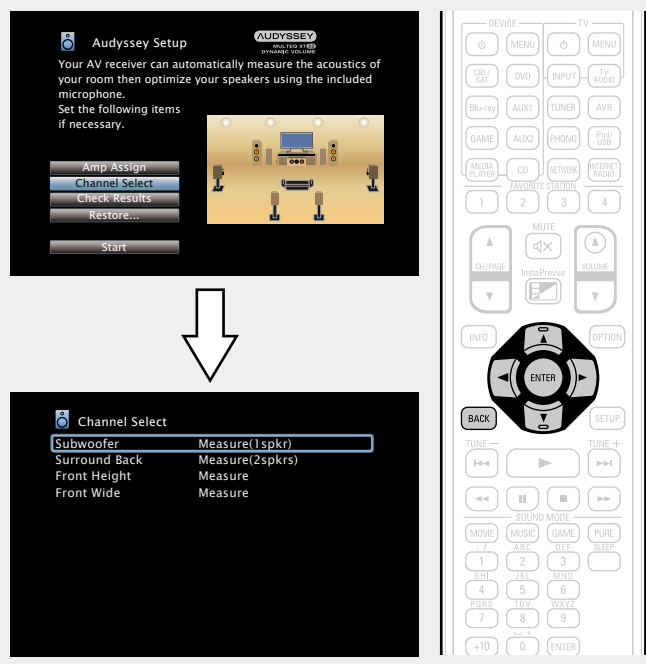 Audyssey Setup
AUDYSSEY
MULTEQ XT32
DYNAMIC VOLUME
Your AV receiver can automatically measure the acoustics of
your room then optimize your speakers using the included
microphone.
Set the following items
if necessary.
Amp Assign
Channel Select
Check Results
Restore...
Start
Channel Select
Subwoofer Measure(1spkr)
Surround Back Measure(2spkrs)
Front Height Measure
Front Wide Measure
DEVICE TV
MENU MENU
CBL/
SAT DVD INPUT TV
AUDIO
Blu-ray AUX1 TUNER AVR
GAME AUX2 PHONO iPod/
USB
MEDIA
PLAYER CD NETWORK INTERNET
RADIO
FAVORITE STATION
1 2 3 4
MUTE
CH/PAGE VOLUME
InstaPrevue
INFO OPTION
ENTER
BACK SETUP
TUNE − TUNE +
SOUND MODE
MOVIE MUSIC GAME PURE
. / ABC DEF SLEEP
1 2 3
GHI JKL MNO
4 5 6
PQRS TUV WXYZ
7 8 9
+10 0 ENTER